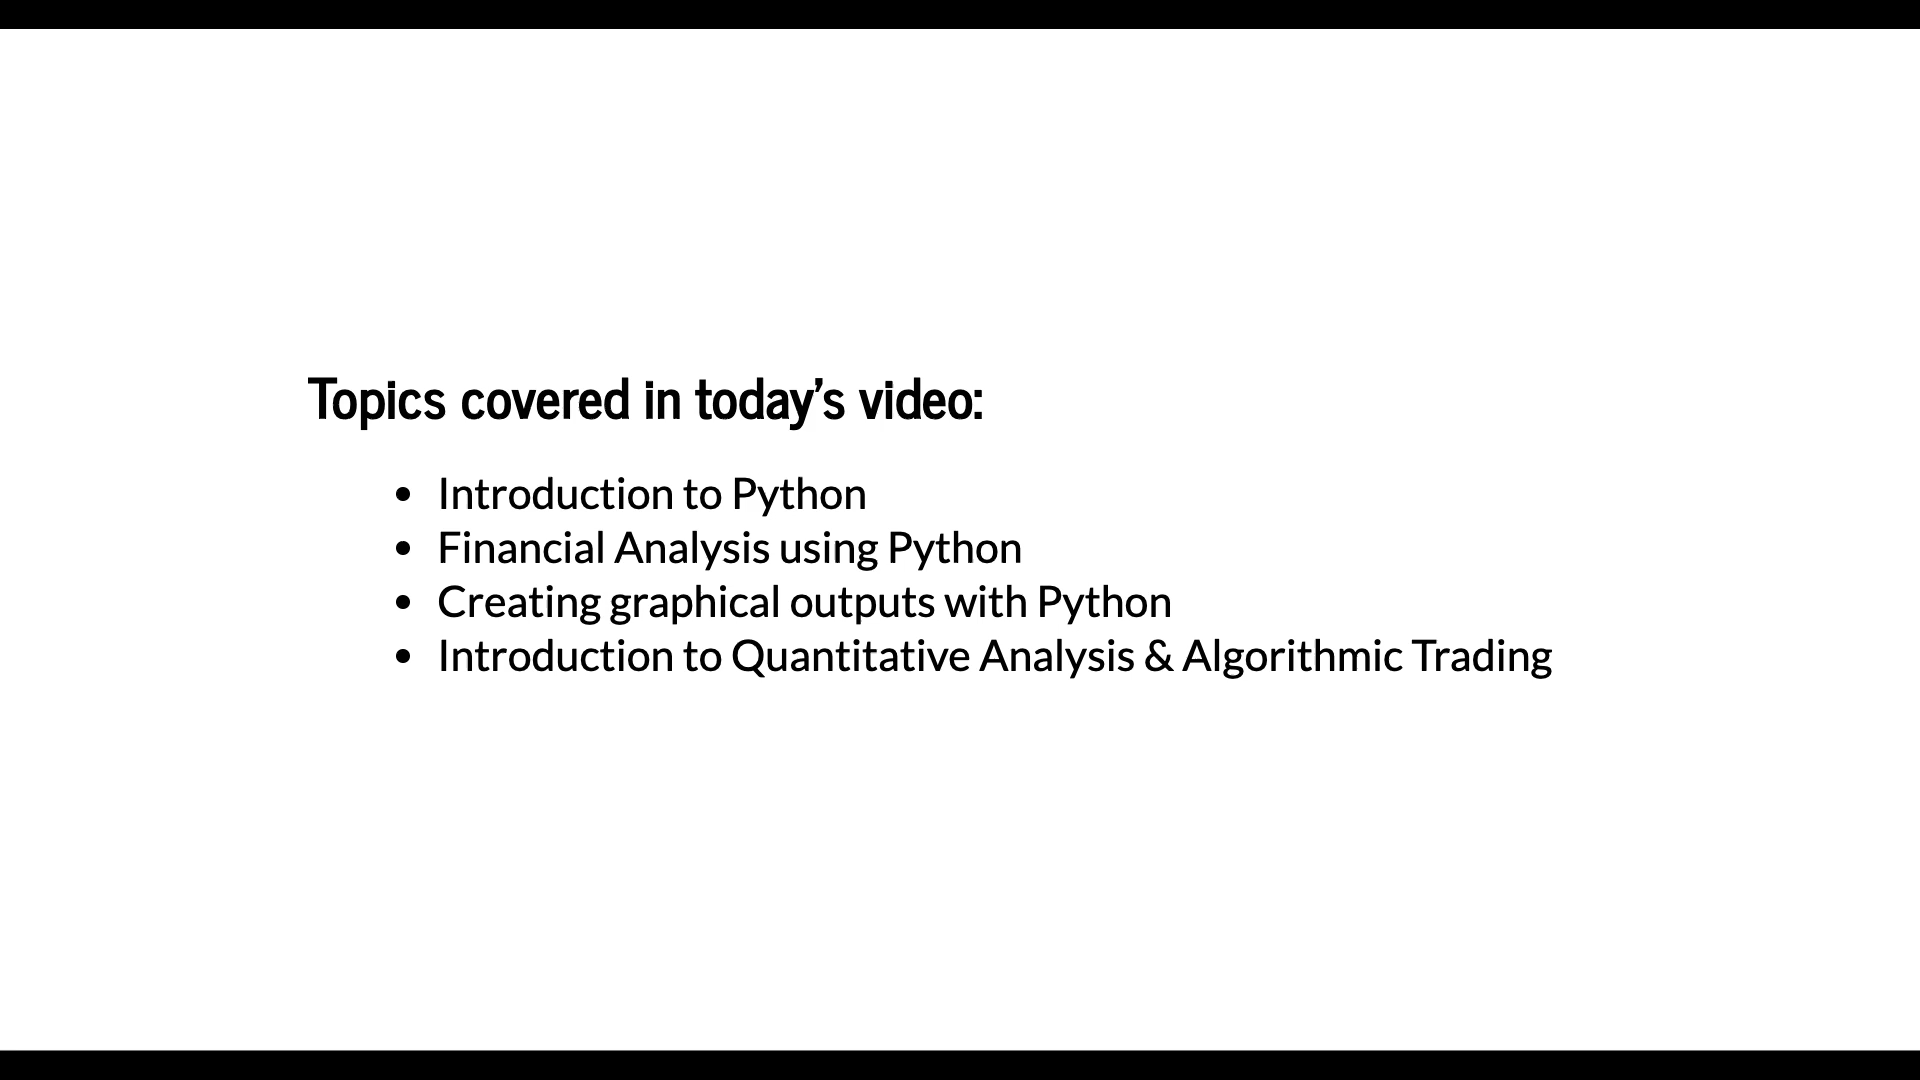 Topics covered in today’s video:
• Introduction to Python
• Financial Analysis using Python
• Creating graphical outputs with Python
• Introduction to Quantitative Analysis & Algorithmic Trading